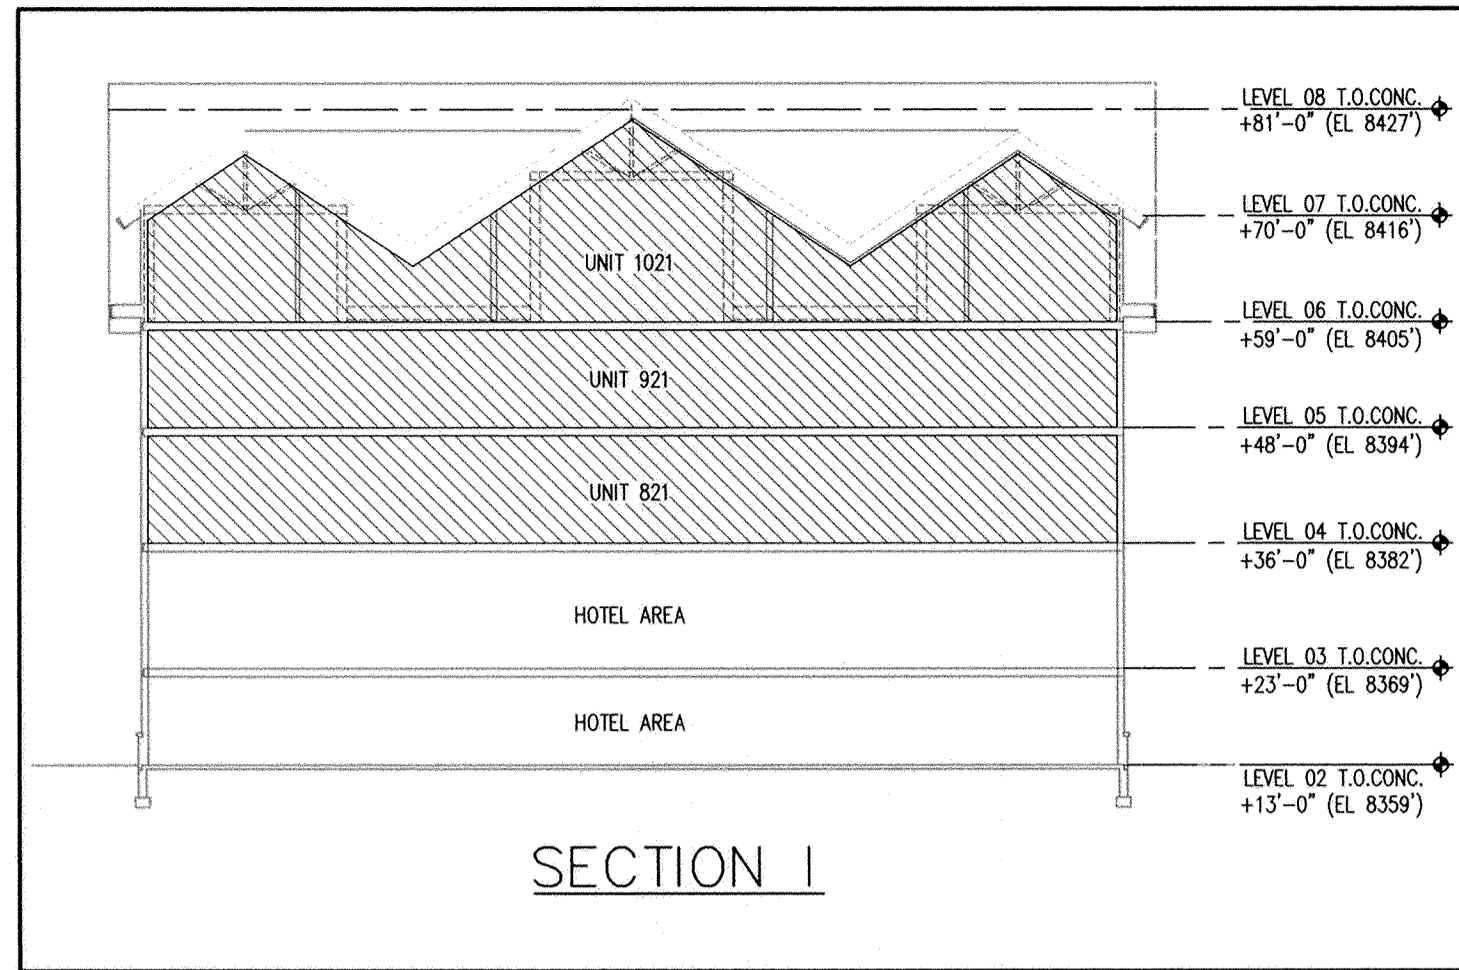 LEVEL 08 T.O.CONC.
+81'-0" (EL 8427')
LEVEL 07 T.O.CONC.
+70'-0" (EL 8416')
UNIT 1021
LEVEL 06 T.O.CONC.
+59'-0" (EL 8405')
UNIT 921
LEVEL 05 T.O.CONC.
+48'-0" (EL 8394')
UNIT 821
LEVEL 04 T.O.CONC.
+36'-0" (EL 8382')
HOTEL AREA
LEVEL 03 T.O.CONC.
+23'-0" (EL 8369')
HOTEL AREA
LEVEL 02 T.O.CONC.
+13'-0" (EL 8359')
SECTION I